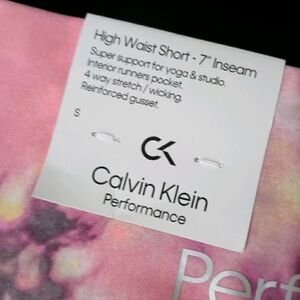 High Waist Short - 7" Inseam
Super support for yoga & studio.
Interior runners pocket.
4 way stretch / wicking.
Reinforced gusset.
S
CK
Calvin Klein
Performance
Perf